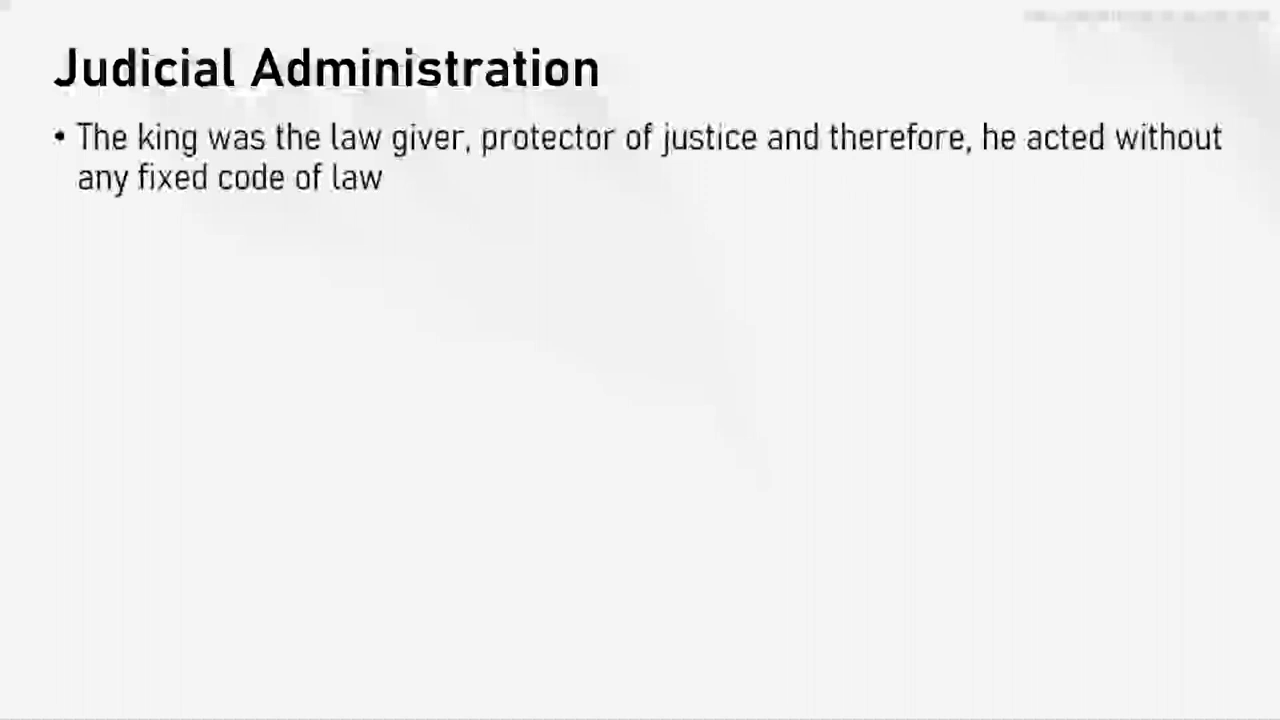 Judicial Administration
• The king was the law giver, protector of justice and therefore, he acted without
any fixed code of law